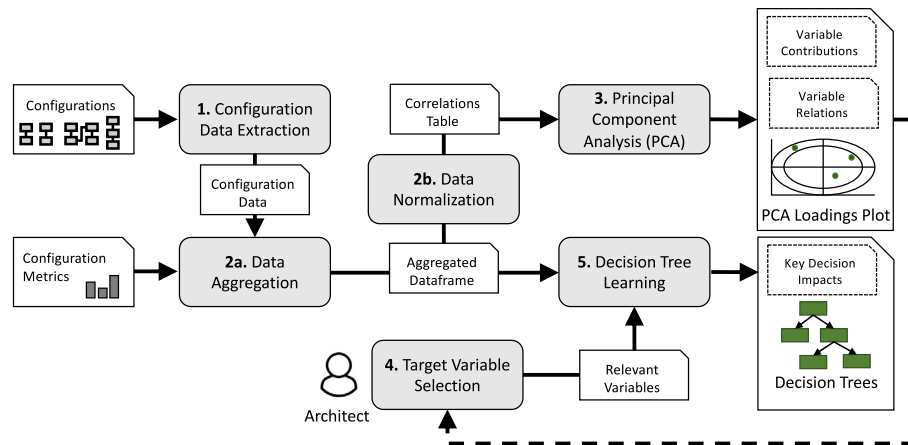 Configurations
1. Configuration
Data Extraction
Correlations
Table
3. Principal
Component
Analysis (PCA)
Variable
Contributions
Variable
Relations
PCA Loadings Plot
Configuration
Data
2b. Data
Normalization
Configuration
Metrics
2a. Data
Aggregation
Aggregated
Dataframe
5. Decision Tree
Learning
Key Decision
Impacts
Decision Trees
Architect
4. Target Variable
Selection
Relevant
Variables